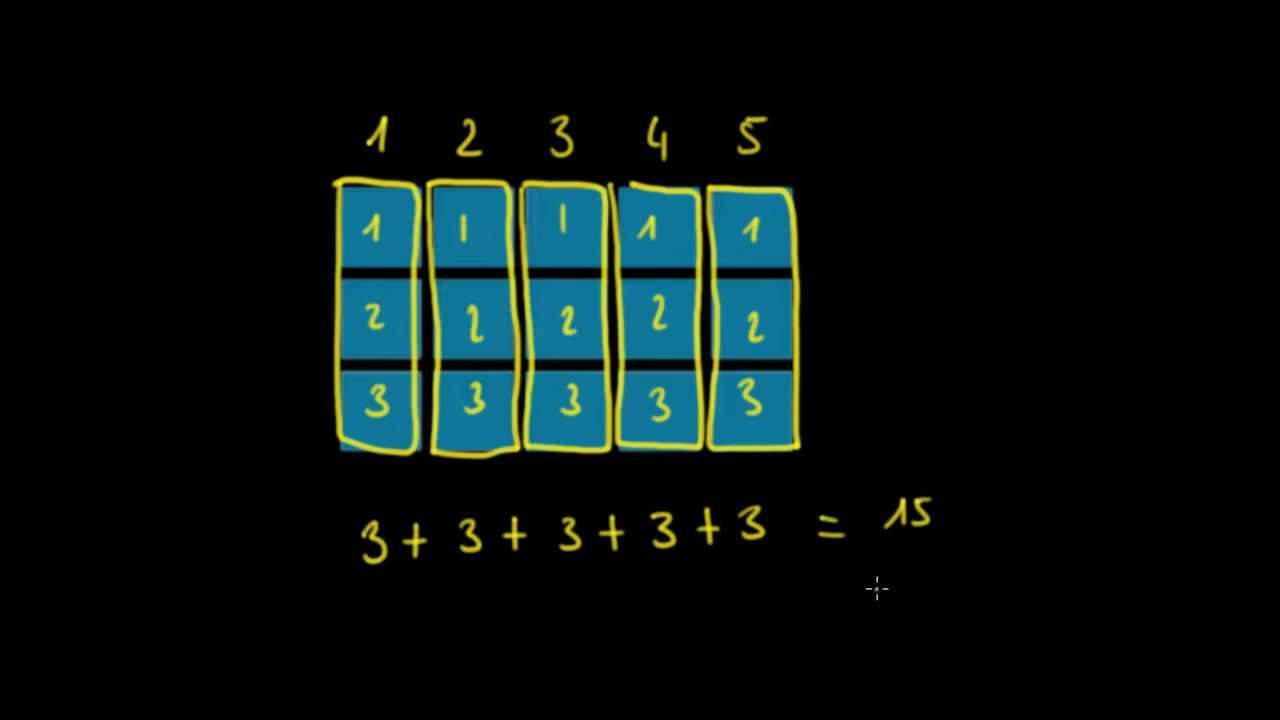 1 2 3 4 5
1 1 1 1 1
2 2 2 2 2
3 3 3 3 3
3 + 3 + 3 + 3 + 3 = 15